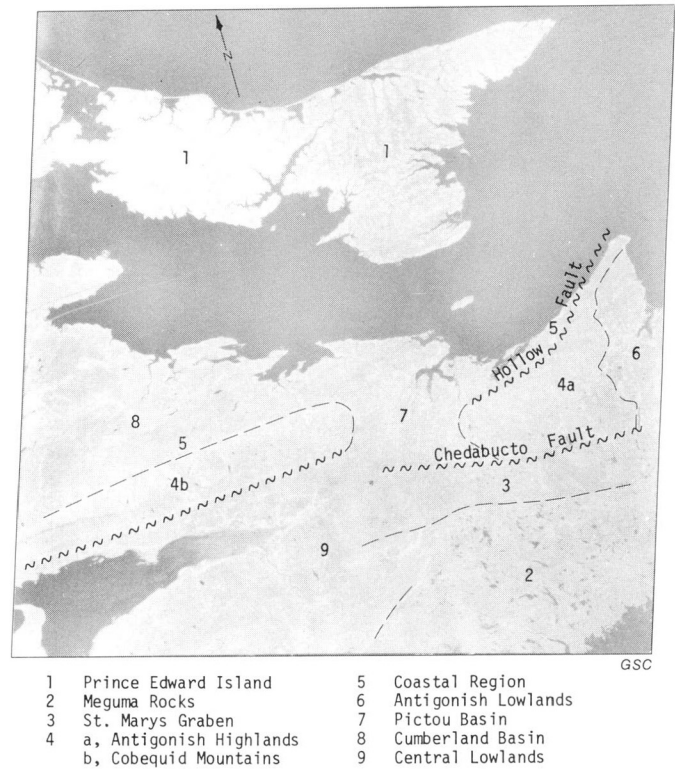 N
1
1
Hollow Fault
5
6
4a
8
7
5
Chedabucto Fault
4b
3
9
2
GSC
1 Prince Edward Island
2 Meguma Rocks
3 St. Marys Graben
4 a, Antigonish Highlands
b, Cobequid Mountains
5 Coastal Region
6 Antigonish Lowlands
7 Pictou Basin
8 Cumberland Basin
9 Central Lowlands